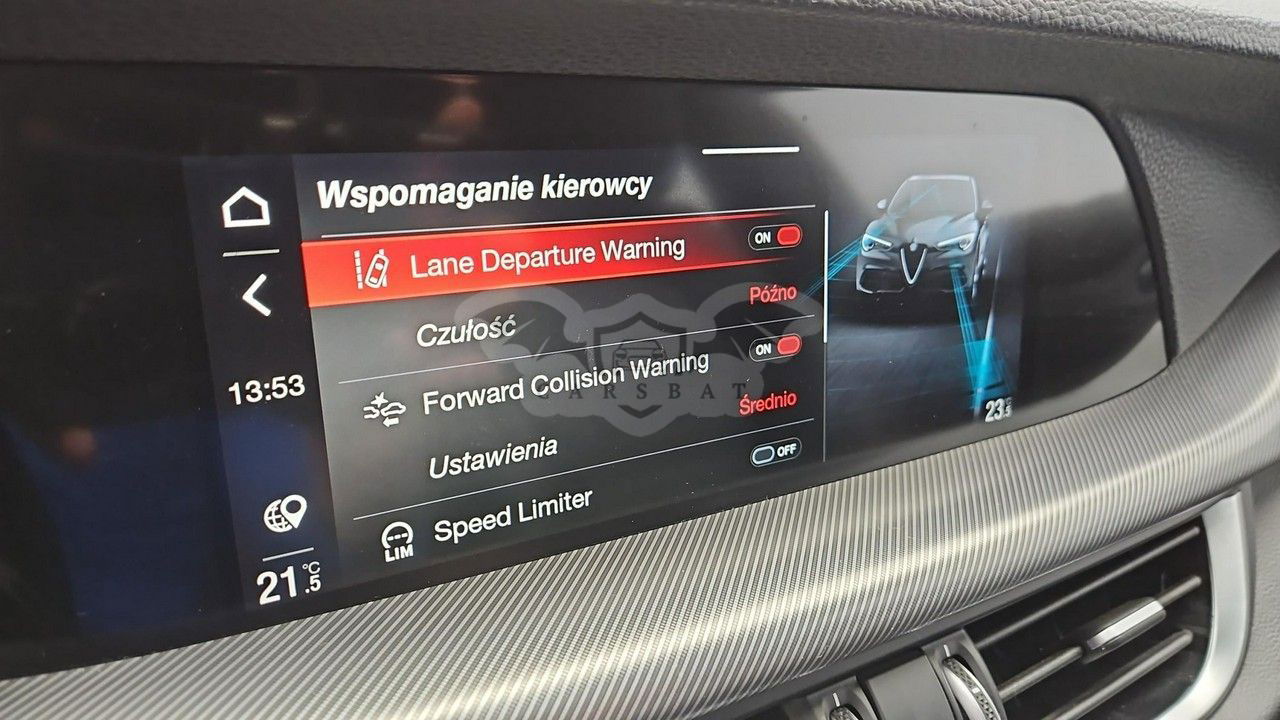 Wspomaganie kierowcy
Lane Departure Warning
ON
Czułość
Późno
Forward Collision Warning
ON
Ustawienia
Średnio
LIM
Speed Limiter
OFF
13:53
21.5 °C
23.5
CARSBAT